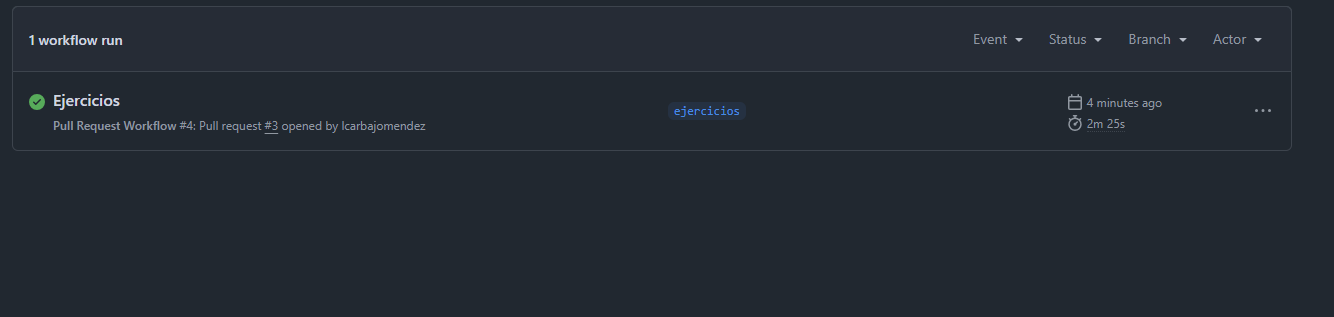 1 workflow run
Event
Status
Branch
Actor
Ejercicios
Pull Request Workflow #4: Pull request #3 opened by lcarbajomendez
ejercicios
4 minutes ago
2m 25s